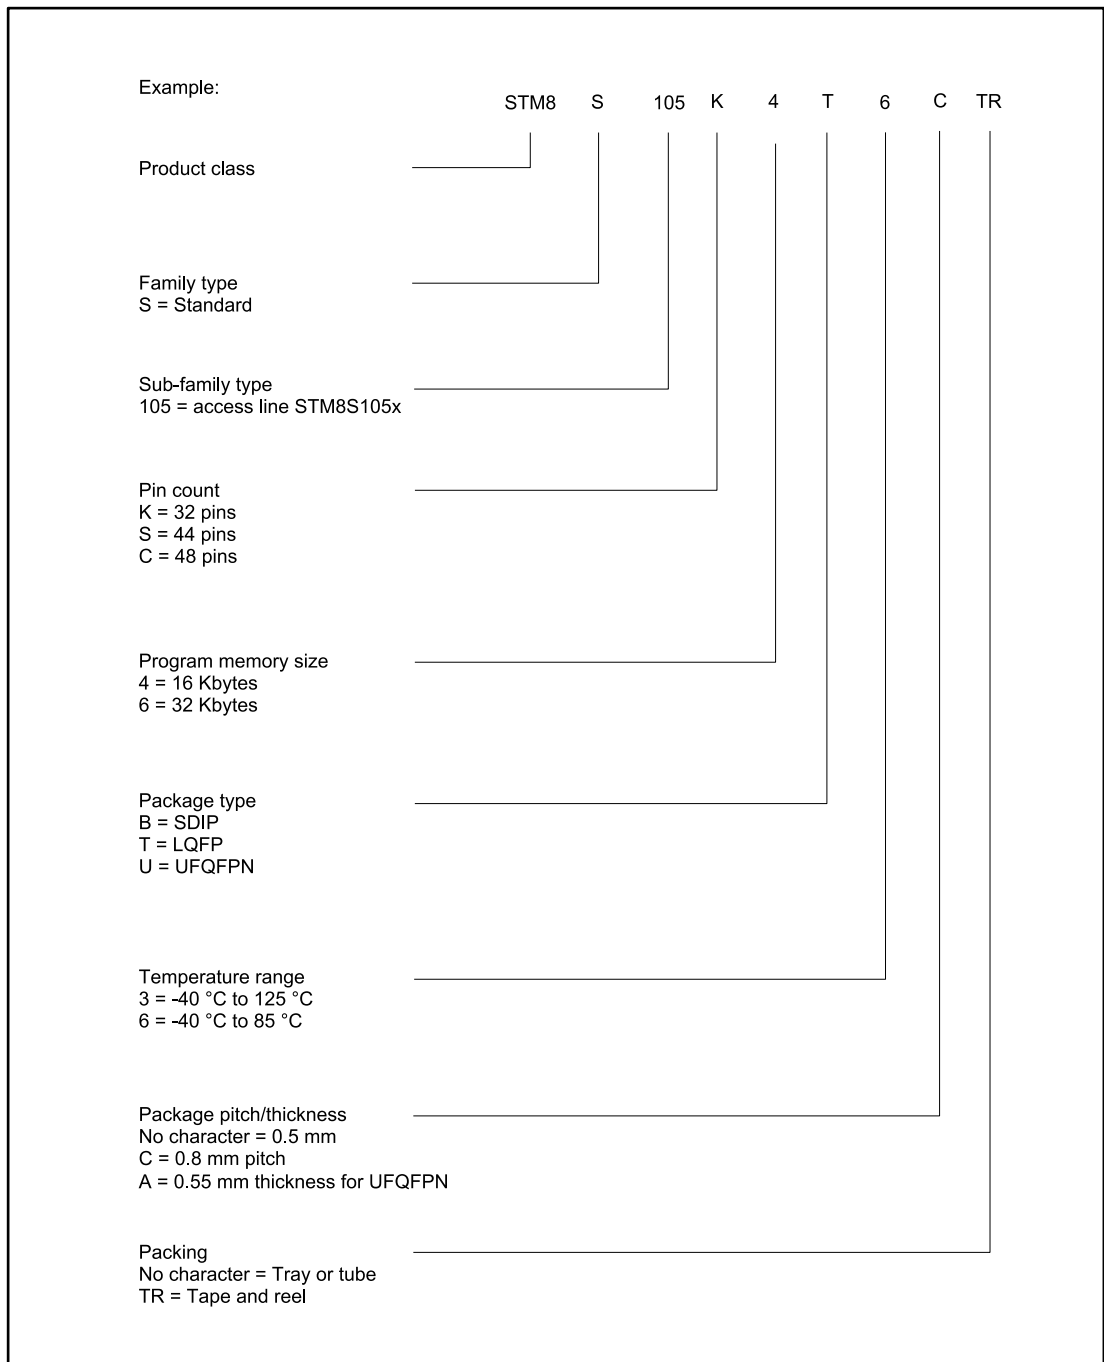 Example:
STM8 S 105 K 4 T 6 C TR
Product class
Family type
S = Standard
Sub-family type
105 = access line STM8S105x
Pin count
K = 32 pins
S = 44 pins
C = 48 pins
Program memory size
4 = 16 Kbytes
6 = 32 Kbytes
Package type
B = SDIP
T = LQFP
U = UFQFPN
Temperature range
3 = -40 °C to 125 °C
6 = -40 °C to 85 °C
Package pitch/thickness
No character = 0.5 mm
C = 0.8 mm pitch
A = 0.55 mm thickness for UFQFPN
Packing
No character = Tray or tube
TR = Tape and reel